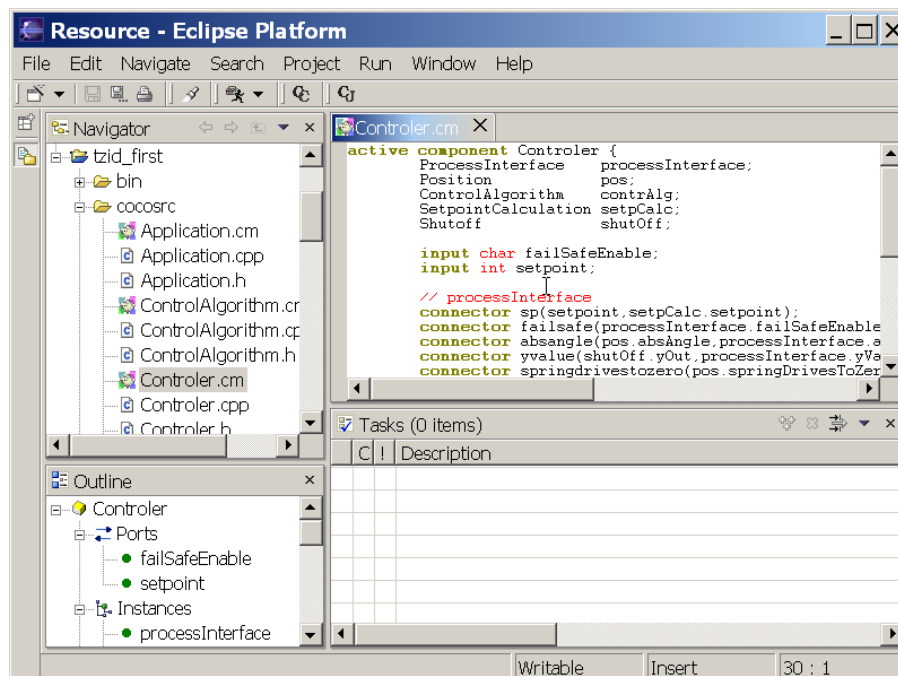 Resource - Eclipse Platform
File Edit Navigate Search Project Run Window Help
Navigator
tzid_first
bin
cocosrc
Application.cm
Application.cpp
Application.h
ControlAlgorithm.cr
ControlAlgorithm.cp
ControlAlgorithm.h
Controler.cm
Controler.cpp
Controler.h
Outline
Controler
Ports
failSafeEnable
setpoint
Instances
processInterface
Controler.cm
active component Controler {
ProcessInterface processInterface;
Position pos;
ControlAlgorithm contrAlg;
SetpointCalculation setpCalc;
Shutoff shutOff;
input char failSafeEnable;
input int setpoint;
// processInterface
connector sp(setpoint,setpCalc.setpoint);
connector failsafe(processInterface.failSafeEnable
connector absangle(pos.absAngle,processInterface.a
connector yvalue(shutOff.yOut,processInterface.yVa
connector springdrivestozero(pos.springDrivesToZer
Tasks (0 items)
C ! Description
Writable Insert 30 : 1